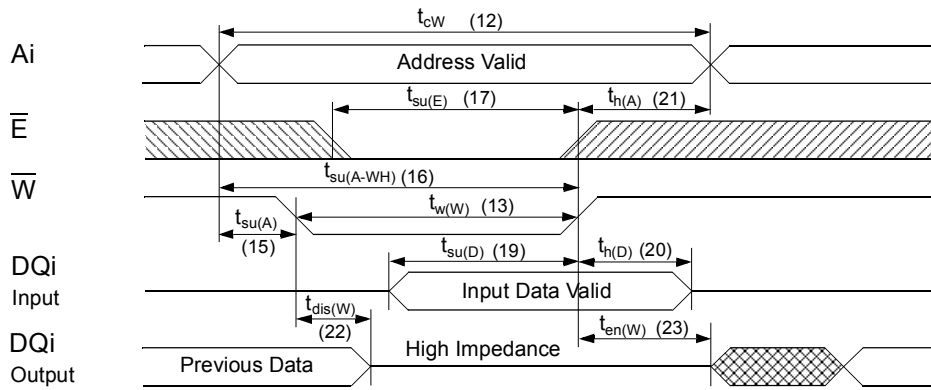 tcW (12)
Ai
Address Valid
tsu(E) (17)
th(A) (21)
E
tsu(A-WH) (16)
W
tw(W) (13)
tsu(A)
(15)
DQi
Input
tsu(D) (19)
th(D) (20)
Input Data Valid
tdis(W)
(22)
ten(W) (23)
DQi
Output
Previous Data
High Impedance